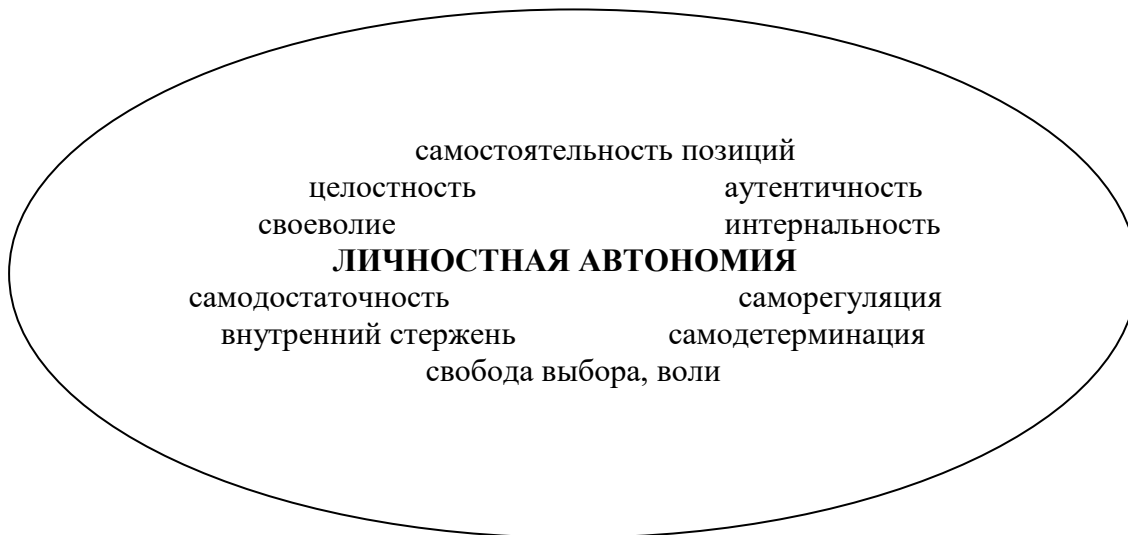 самостоятельность позиций
целостность аутентичность
своеволие интернальность
ЛИЧНОСТНАЯ АВТОНОМИЯ
самодостаточность саморегуляция
внутренний стержень самодетерминация
свобода выбора, воли